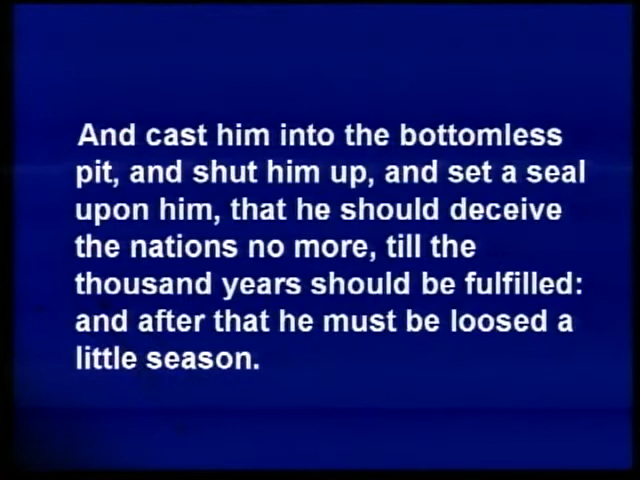 And cast him into the bottomless
pit, and shut him up, and set a seal
upon him, that he should deceive
the nations no more, till the
thousand years should be fulfilled:
and after that he must be loosed a
little season.